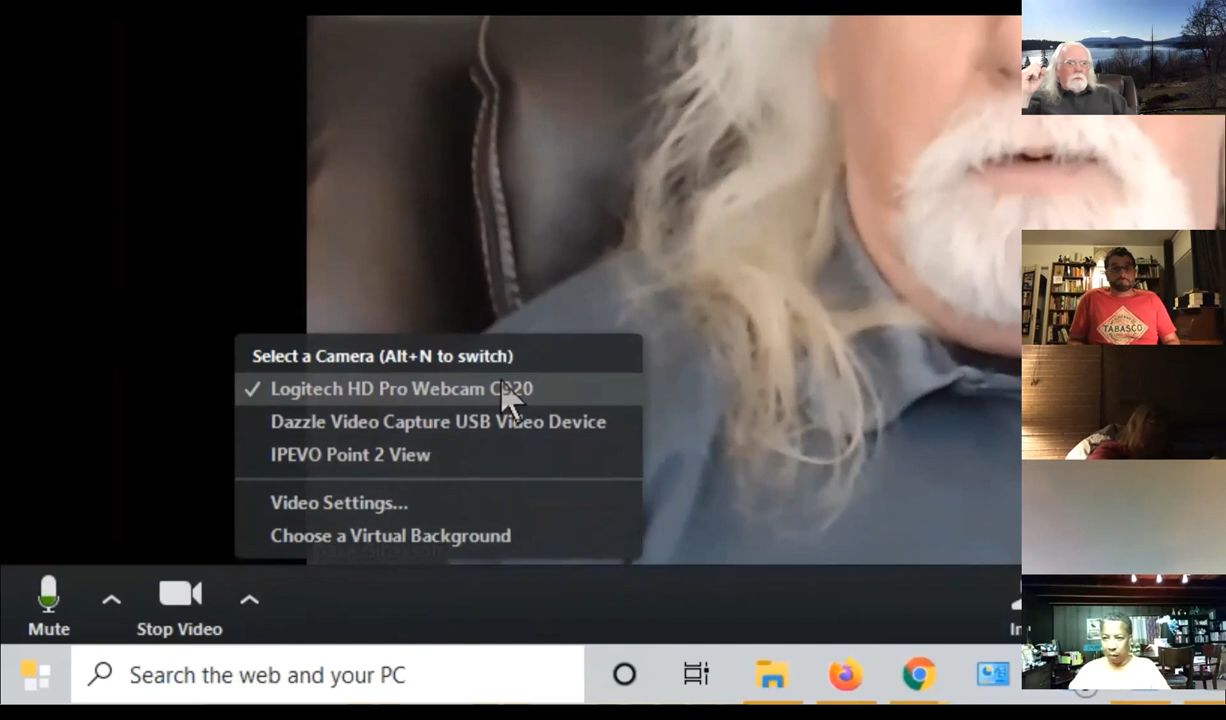 Select a Camera (Alt+N to switch)
Logitech HD Pro Webcam C920
Dazzle Video Capture USB Video Device
IPEVO Point 2 View
Video Settings...
Choose a Virtual Background
Mute
Stop Video
Search the web and your PC
TABASCO